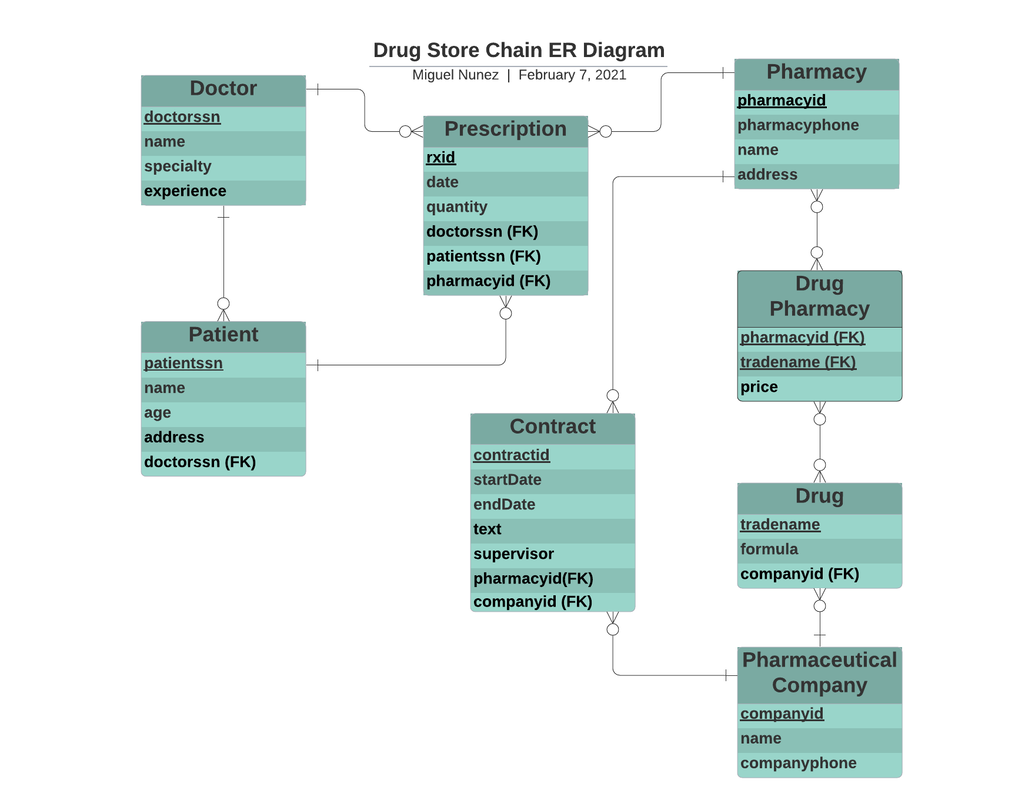 Drug Store Chain ER Diagram
Miguel Nunez | February 7, 2021
Doctor
doctorssn
name
specialty
experience
Prescription
rxid
date
quantity
doctorssn (FK)
patientssn (FK)
pharmacyid (FK)
Pharmacy
pharmacyid
pharmacyphone
name
address
Patient
patientssn
name
age
address
doctorssn (FK)
Drug
Pharmacy
pharmacyid (FK)
tradename (FK)
price
Contract
contractid
startDate
endDate
text
supervisor
pharmacyid(FK)
companyid (FK)
Drug
tradename
formula
companyid (FK)
Pharmaceutical
Company
companyid
name
companyphone